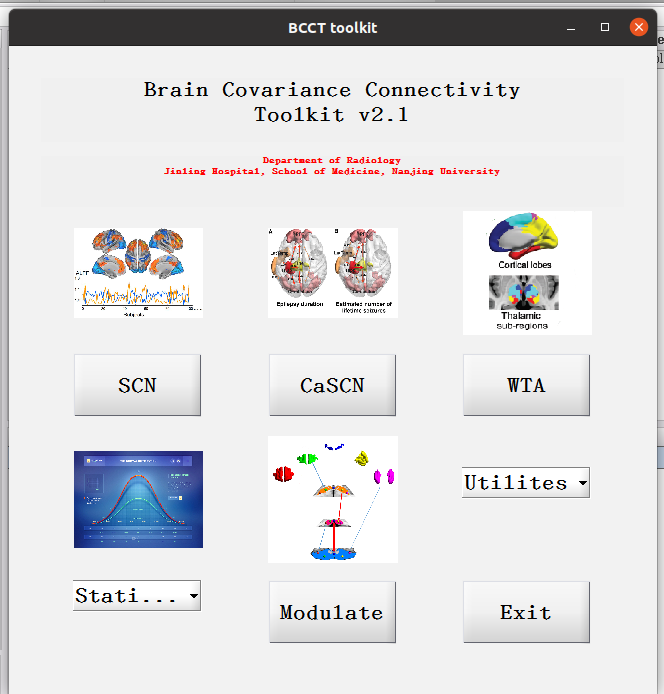 BCCT toolkit
Brain Covariance Connectivity
Toolkit v2.1
Department of Radiology
Jinling Hospital, School of Medicine, Nanjing University
A
B
Epilepsy duration
Estimated number of
lifetime seizures
Cortical lobes
Thalamic
sub-regions
SCN
CaSCN
WTA
Utilites
Stati...
Modulate
Exit